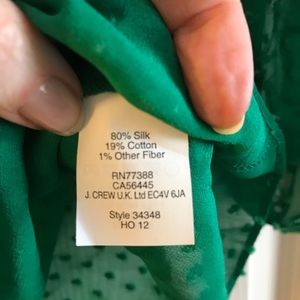 80% Silk
19% Cotton
1% Other Fiber
RN77388
CA56445
J. CREW U.K. Ltd EC4V 6JA
Style 34348
HO 12